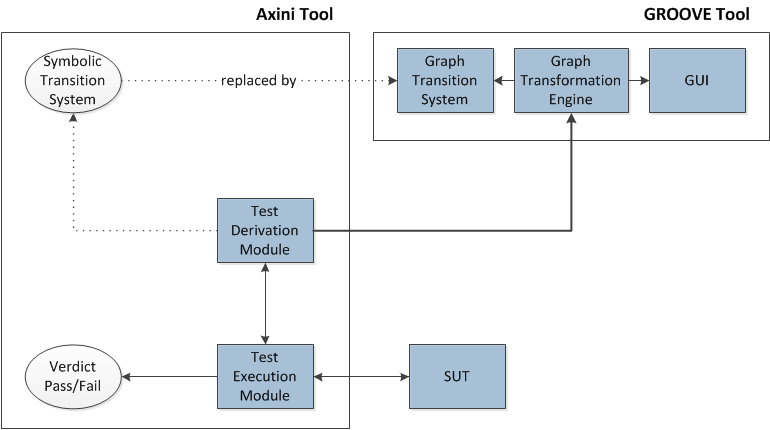 Axini Tool
GROOVE Tool
Symbolic
Transition
System
replaced by
Graph
Transition
System
Graph
Transformation
Engine
GUI
Test
Derivation
Module
Verdict
Pass/Fail
Test
Execution
Module
SUT